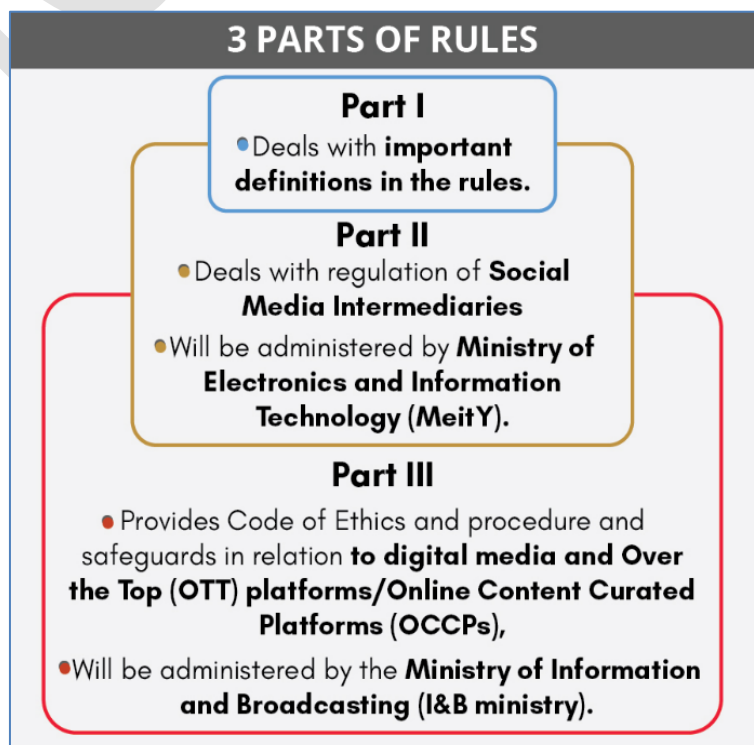 3 PARTS OF RULES
Part I
Deals with important
definitions in the rules.
Part II
Deals with regulation of Social
Media Intermediaries
Will be administered by Ministry of
Electronics and Information
Technology (MeitY).
Part III
Provides Code of Ethics and procedure and
safeguards in relation to digital media and Over
the Top (OTT) platforms/Online Content Curated
Platforms (OCCPs),
Will be administered by the Ministry of Information
and Broadcasting (I&B ministry).